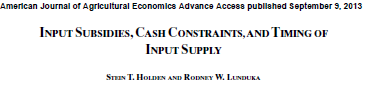 American Journal of Agricultural Economics Advance Access published September 9, 2013
INPUT SUBSIDIES, CASH CONSTRAINTS, AND TIMING OF
INPUT SUPPLY
STEIN T. HOLDEN AND RODNEY W. LUNDUKA